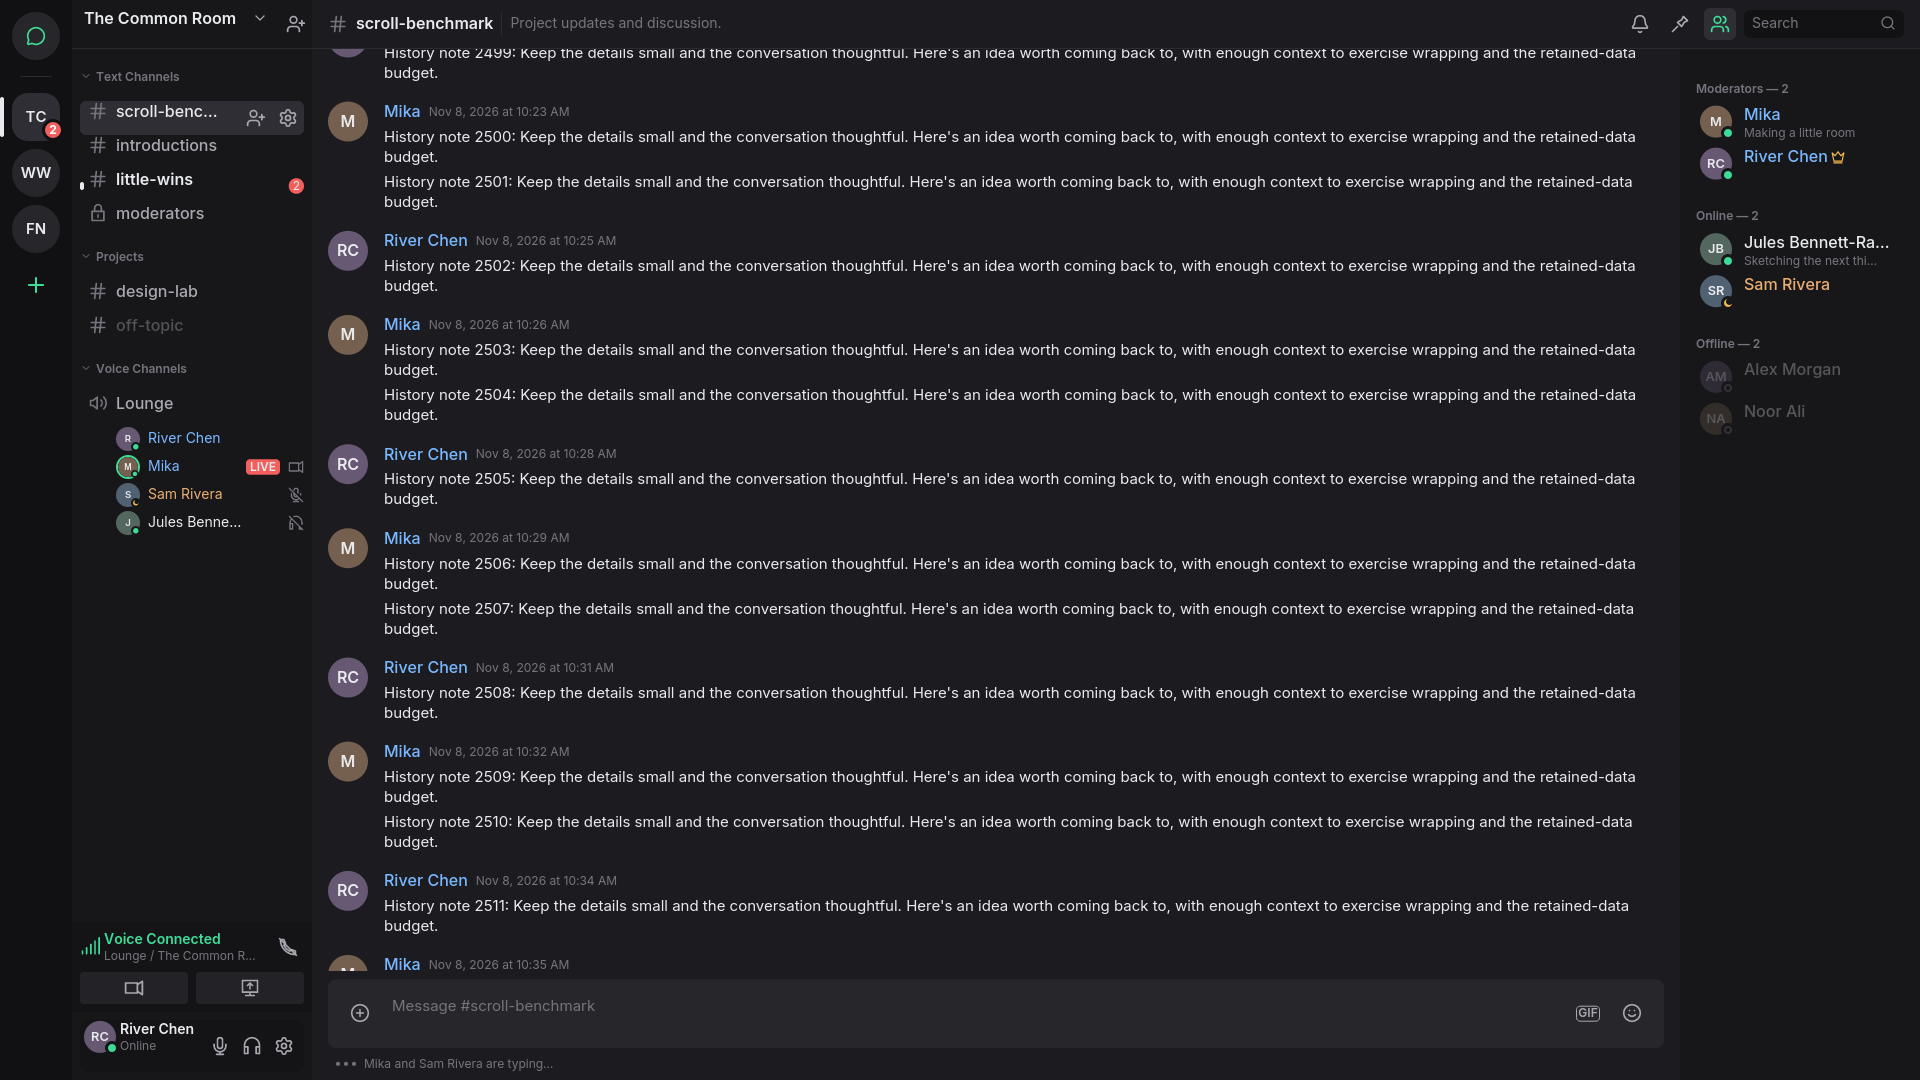 The Common Room
TC
2
WW
FN
Text Channels
scroll-benc...
introductions
little-wins
2
moderators
Projects
design-lab
off-topic
Voice Channels
Lounge
R
River Chen
M
Mika
LIVE
S
Sam Rivera
J
Jules Benne...
Voice Connected
Lounge / The Common R...
RC
River Chen
Online
scroll-benchmark
Project updates and discussion.
Search
History note 2499: Keep the details small and the conversation thoughtful. Here's an idea worth coming back to, with enough context to exercise wrapping and the retained-data
budget.
M
Mika Nov 8, 2026 at 10:23 AM
History note 2500: Keep the details small and the conversation thoughtful. Here's an idea worth coming back to, with enough context to exercise wrapping and the retained-data
budget.
History note 2501: Keep the details small and the conversation thoughtful. Here's an idea worth coming back to, with enough context to exercise wrapping and the retained-data
budget.
RC
River Chen Nov 8, 2026 at 10:25 AM
History note 2502: Keep the details small and the conversation thoughtful. Here's an idea worth coming back to, with enough context to exercise wrapping and the retained-data
budget.
M
Mika Nov 8, 2026 at 10:26 AM
History note 2503: Keep the details small and the conversation thoughtful. Here's an idea worth coming back to, with enough context to exercise wrapping and the retained-data
budget.
History note 2504: Keep the details small and the conversation thoughtful. Here's an idea worth coming back to, with enough context to exercise wrapping and the retained-data
budget.
RC
River Chen Nov 8, 2026 at 10:28 AM
History note 2505: Keep the details small and the conversation thoughtful. Here's an idea worth coming back to, with enough context to exercise wrapping and the retained-data
budget.
M
Mika Nov 8, 2026 at 10:29 AM
History note 2506: Keep the details small and the conversation thoughtful. Here's an idea worth coming back to, with enough context to exercise wrapping and the retained-data
budget.
History note 2507: Keep the details small and the conversation thoughtful. Here's an idea worth coming back to, with enough context to exercise wrapping and the retained-data
budget.
RC
River Chen Nov 8, 2026 at 10:31 AM
History note 2508: Keep the details small and the conversation thoughtful. Here's an idea worth coming back to, with enough context to exercise wrapping and the retained-data
budget.
M
Mika Nov 8, 2026 at 10:32 AM
History note 2509: Keep the details small and the conversation thoughtful. Here's an idea worth coming back to, with enough context to exercise wrapping and the retained-data
budget.
History note 2510: Keep the details small and the conversation thoughtful. Here's an idea worth coming back to, with enough context to exercise wrapping and the retained-data
budget.
RC
River Chen Nov 8, 2026 at 10:34 AM
History note 2511: Keep the details small and the conversation thoughtful. Here's an idea worth coming back to, with enough context to exercise wrapping and the retained-data
budget.
M
Mika Nov 8, 2026 at 10:35 AM
Message #scroll-benchmark
GIF
Mika and Sam Rivera are typing...
Moderators — 2
M
Mika
Making a little room
RC
River Chen
Online — 2
JB
Jules Bennett-Ra...
Sketching the next thi...
SR
Sam Rivera
Offline — 2
AM
Alex Morgan
NA
Noor Ali